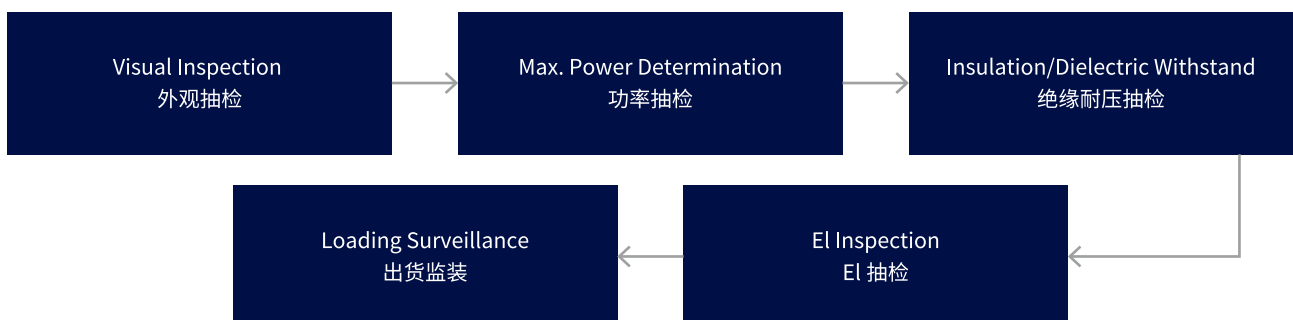 Visual Inspection
外观抽检
Max. Power Determination
功率抽检
Insulation/Dielectric Withstand
绝缘耐压抽检
El Inspection
El 抽检
Loading Surveillance
出货监装